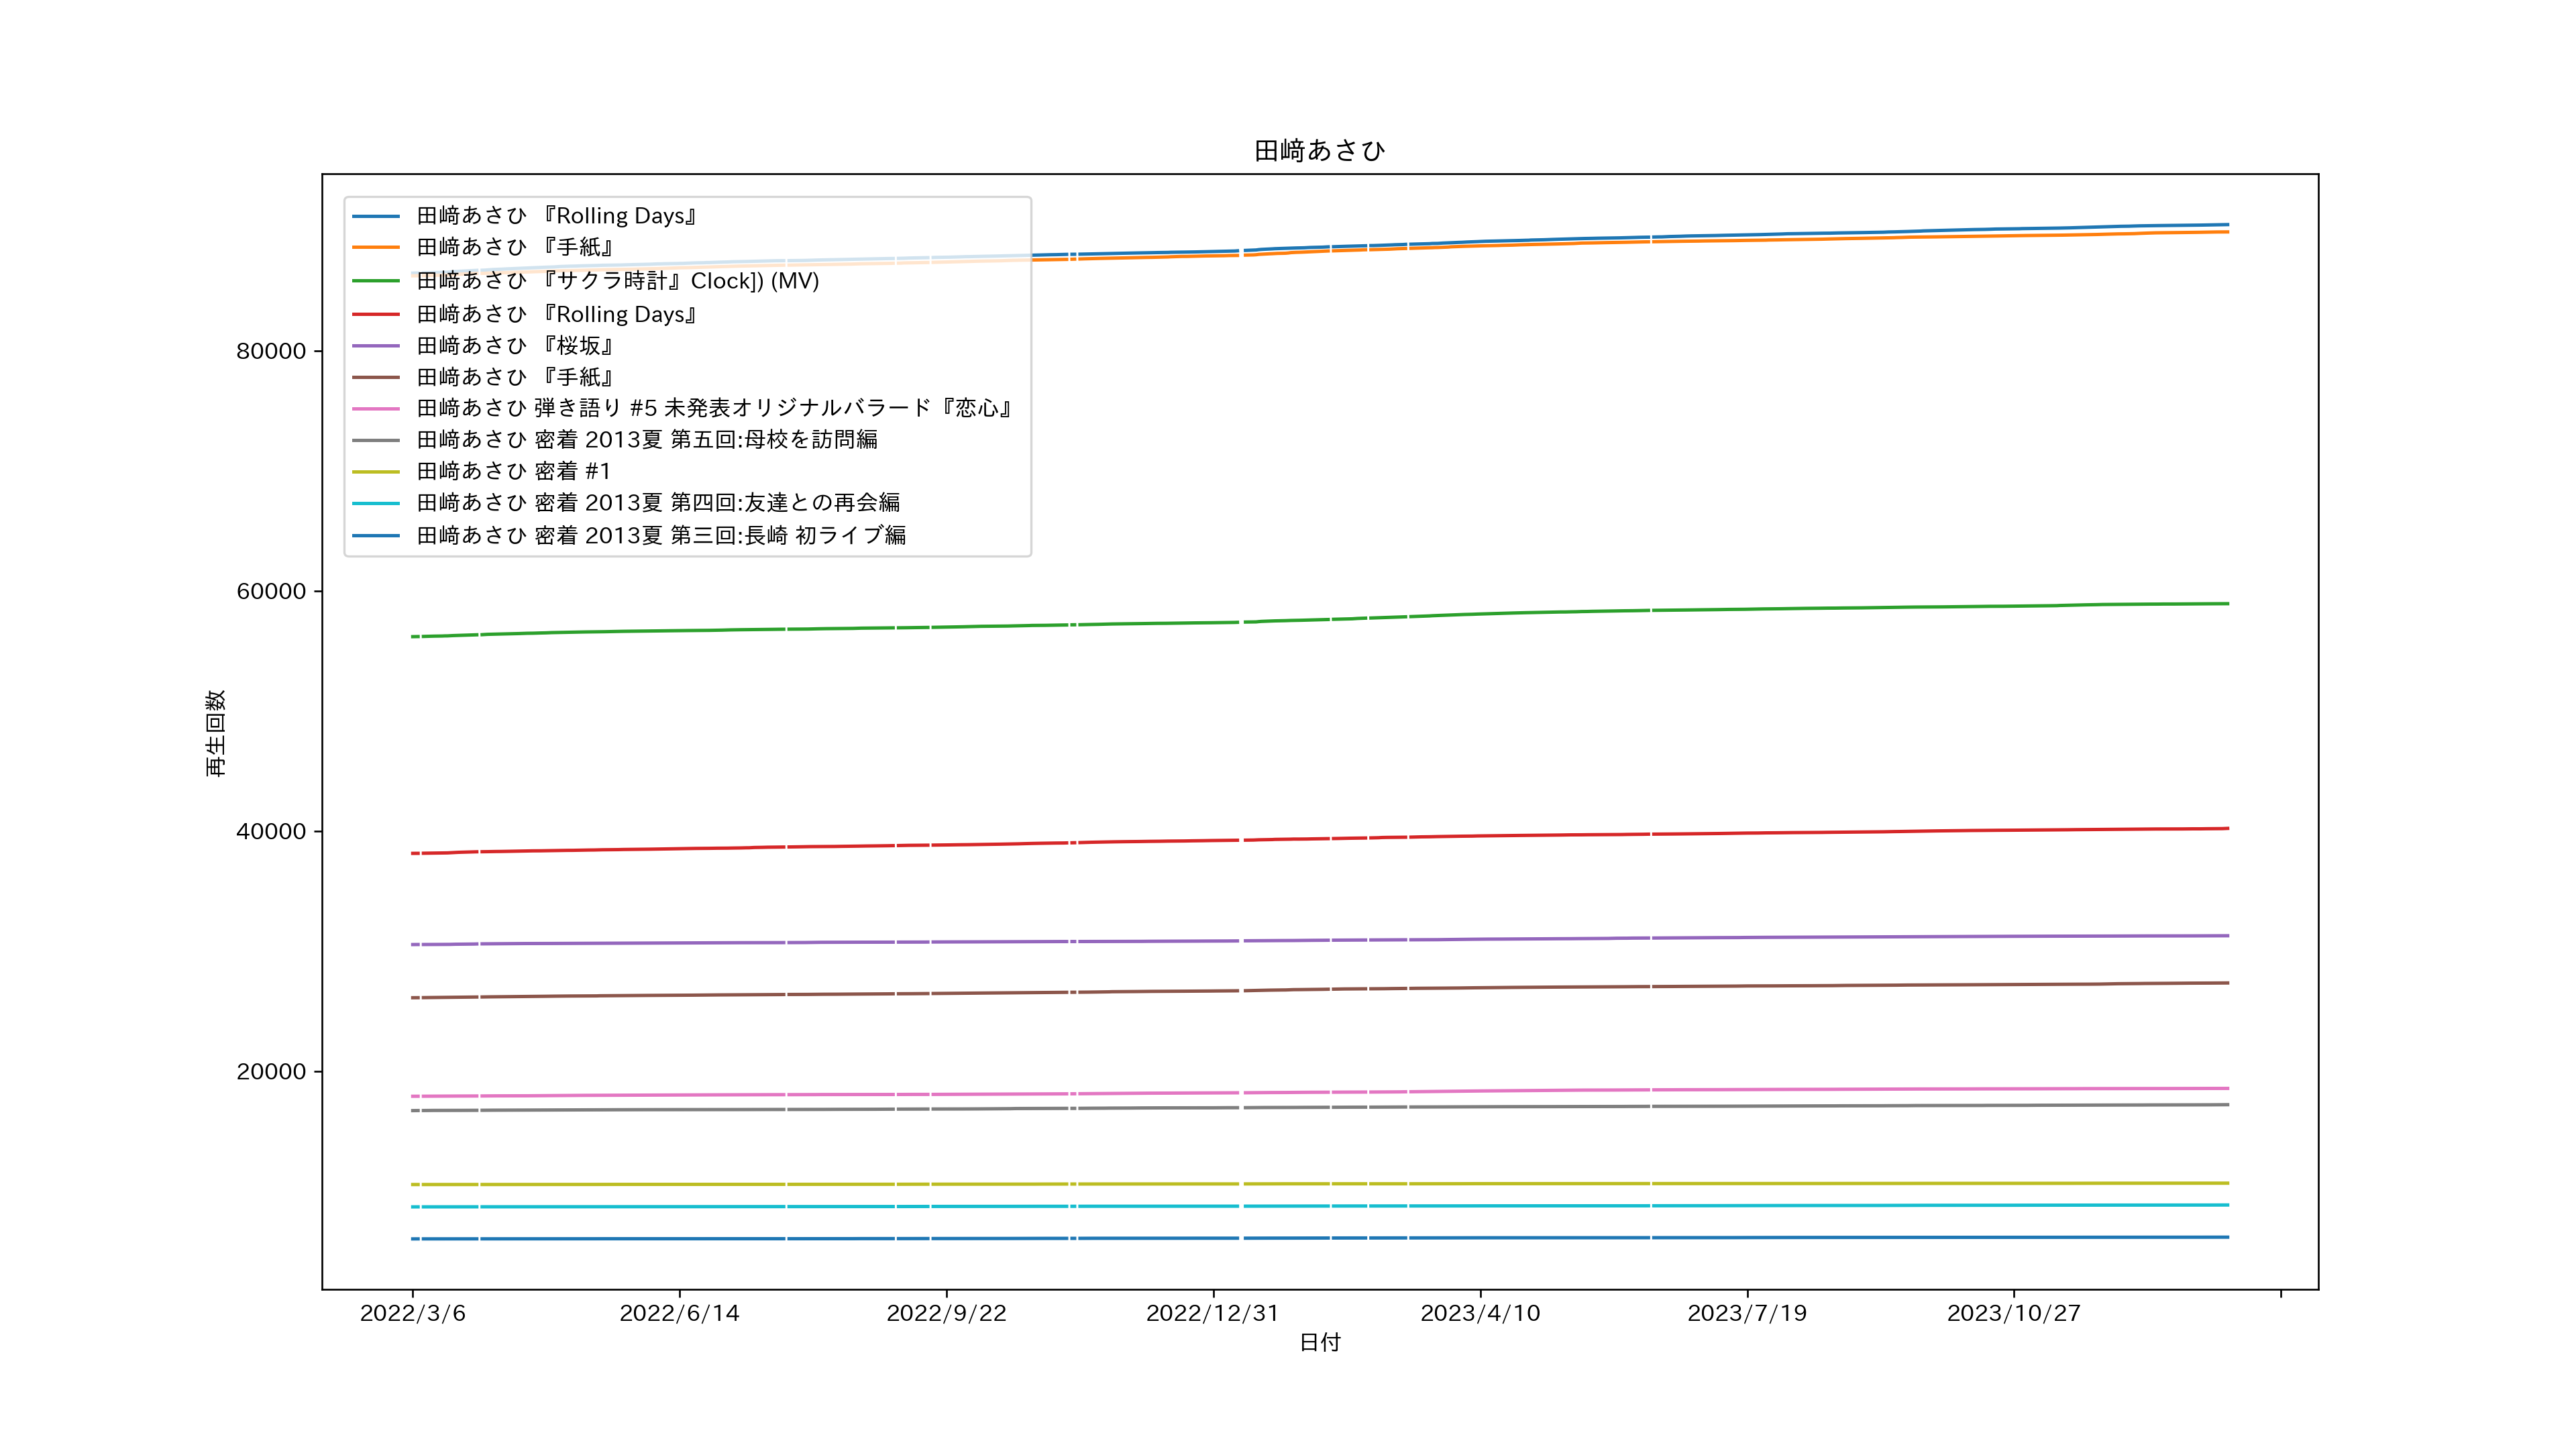 田﨑あさひ
田﨑あさひ 『Rolling Days』
田﨑あさひ 『手紙』
田﨑あさひ 『サクラ時計』Clock]) (MV)
田﨑あさひ 『Rolling Days』
田﨑あさひ 『桜坂』
田﨑あさひ 『手紙』
田﨑あさひ 弾き語り #5 未発表オリジナルバラード『恋心』
田﨑あさひ 密着 2013夏 第五回:母校を訪問編
田﨑あさひ 密着 #1
田﨑あさひ 密着 2013夏 第四回:友達との再会編
田﨑あさひ 密着 2013夏 第三回:長崎 初ライブ編
再生回数
80000
60000
40000
20000
2022/3/6
2022/6/14
2022/9/22
2022/12/31
2023/4/10
2023/7/19
2023/10/27
日付